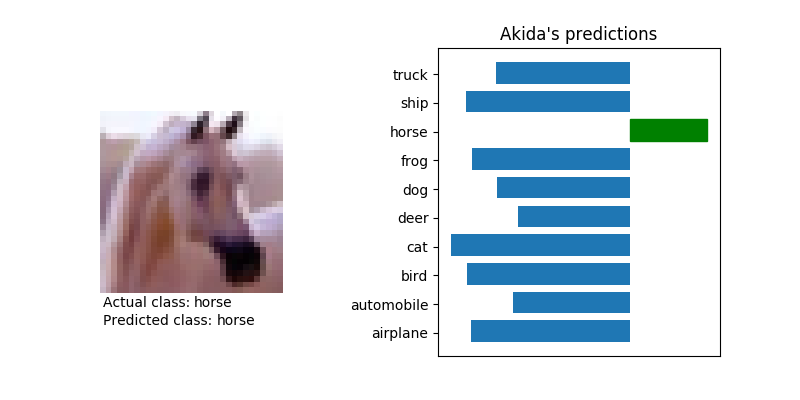 Akida's predictions
truck
ship
horse
frog
dog
deer
cat
bird
automobile
airplane
Actual class: horse
Predicted class: horse